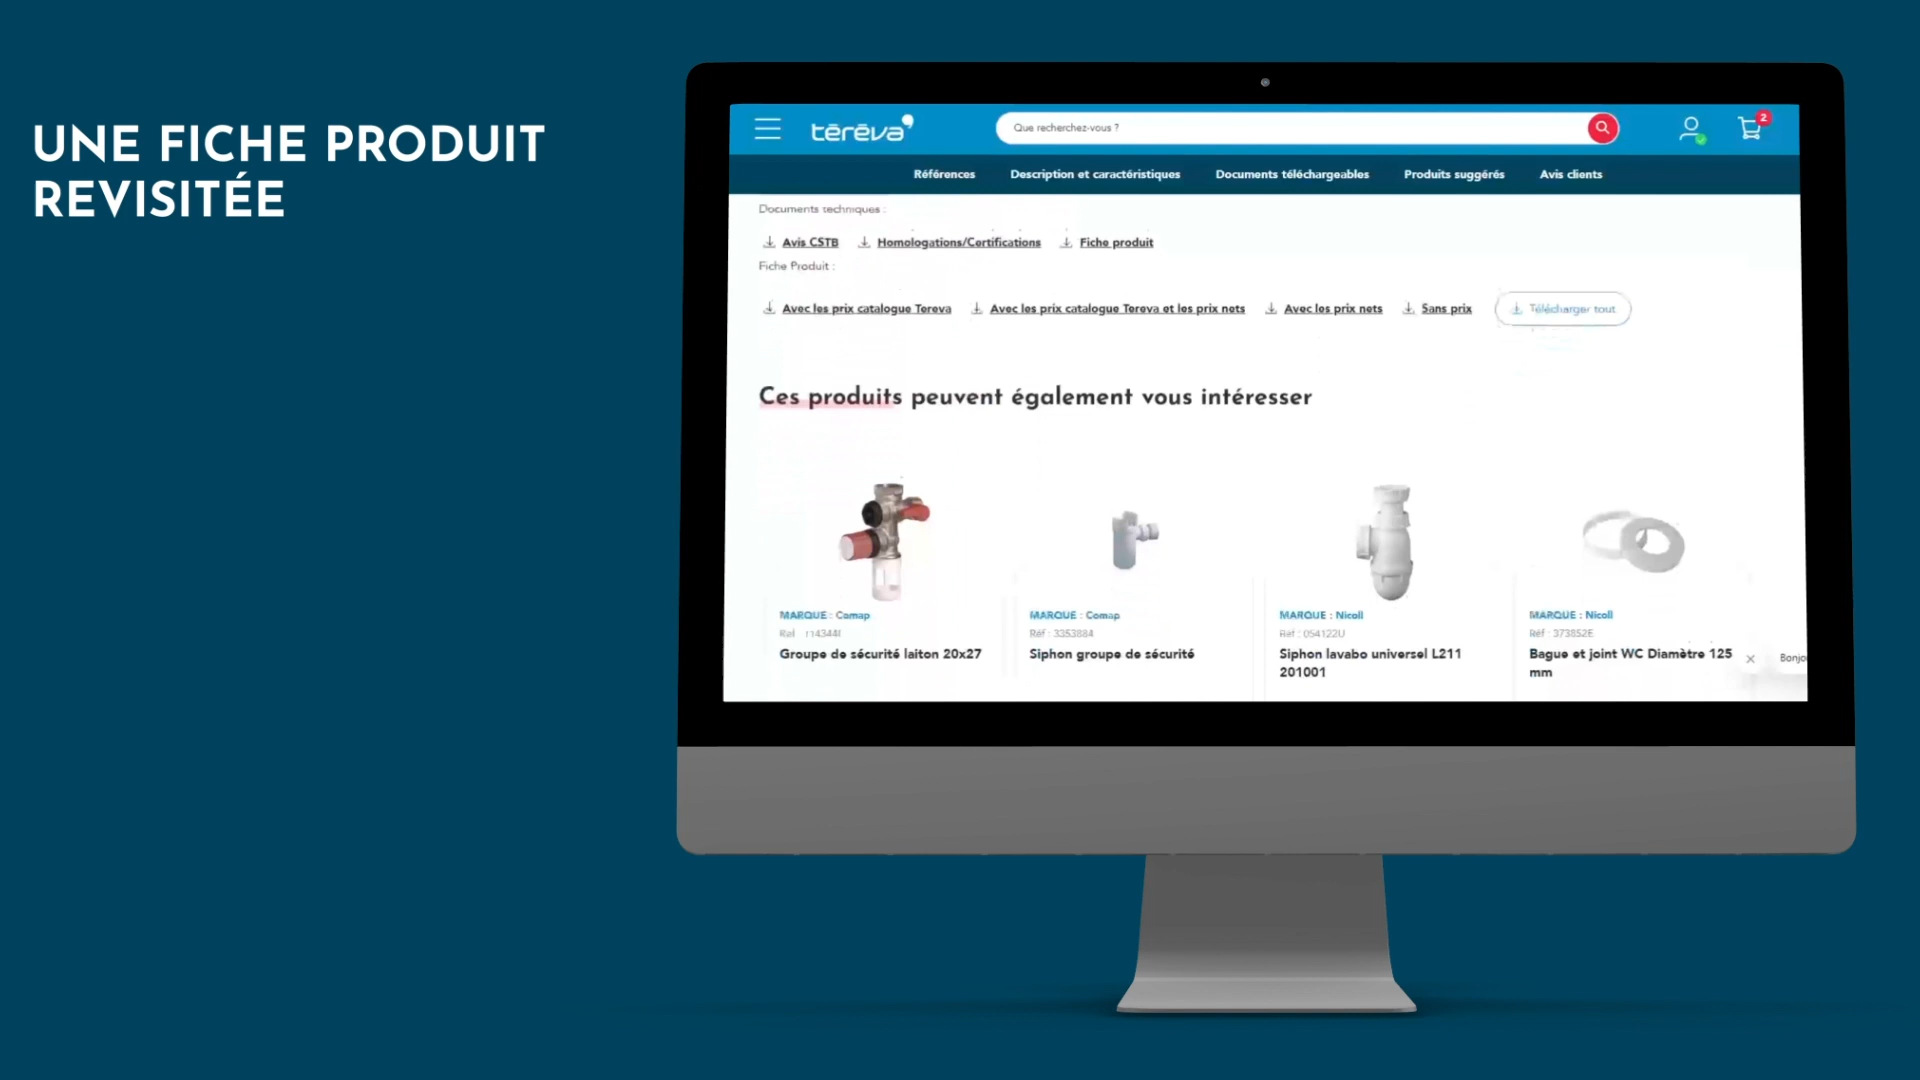 UNE FICHE PRODUIT
REVISITÉE
tērēva
Que recherchez-vous ?
2
Références Description et caractéristiques Documents téléchargeables Produits suggérés Avis clients
Documents techniques :
Avis CSTB Homologations/Certifications Fiche produit
Fiche Produit :
Avec les prix catalogue Tereva Avec les prix catalogue Tereva et les prix nets Avec les prix nets Sans prix Télécharger tout
Ces produits peuvent également vous intéresser
MARQUE : Comap MARQUE : Comap MARQUE : Nicoll MARQUE : Nicoll
Réf : Réf : 3353884 Réf : 054122U Réf : 373852E
Groupe de sécurité laiton 20x27 Siphon groupe de sécurité Siphon lavabo universel L211 Bague et joint WC Diamètre 125
201001 mm